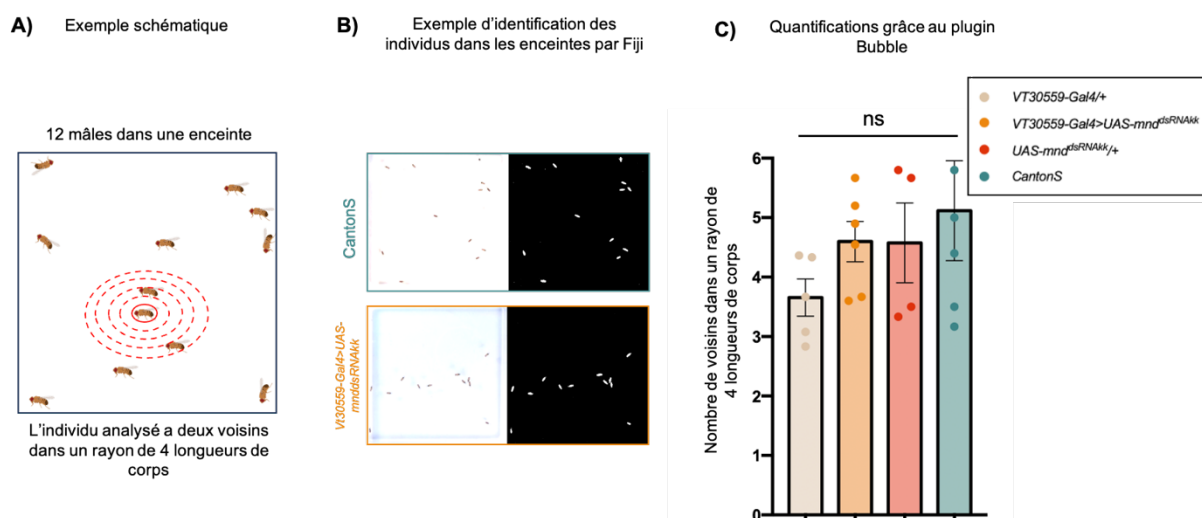 A)
Exemple schématique
12 mâles dans une enceinte
L'individu analysé a deux voisins
dans un rayon de 4 longueurs de
corps
B)
Exemple d'identification des
individus dans les enceintes par Fiji
CantonS
Vt30559-Gal4>UAS-
mnddsRNAkk
C)
Quantifications grâce au plugin
Bubble
VT30559-Gal4/+
VT30559-Gal4>UAS-mnddsRNAkk
UAS-mnddsRNAkk/+
CantonS
ns
Nombre de voisins dans un rayon de
4 longueurs de corps
6
5
4
3
2
1
0